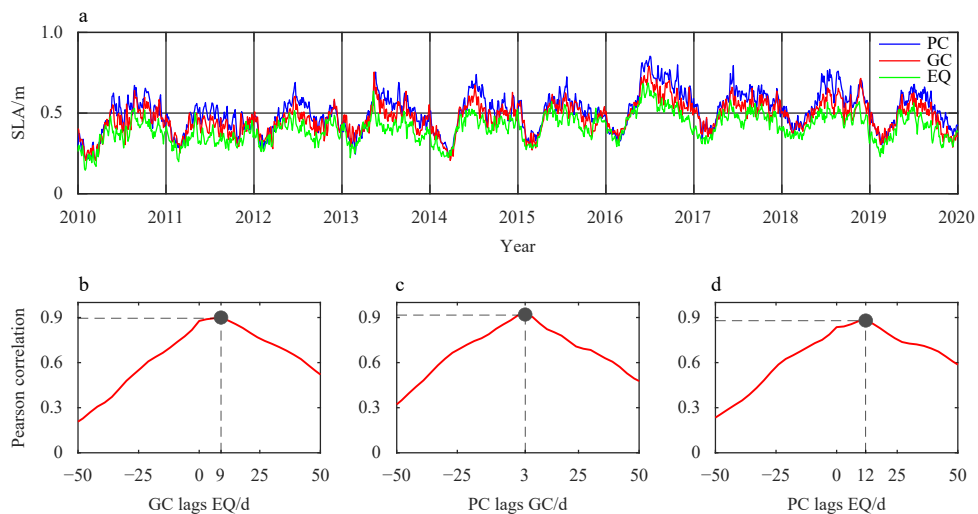 a
1.0
0.5
0
SLA/m
PC
GC
EQ
2010 2011 2012 2013 2014 2015 2016 2017 2018 2019 2020
Year
b
c
d
Pearson correlation
0.9
0.6
0.3
0
−50 −25 0 9 25 50
GC lags EQ/d
0.9
0.6
0.3
0
−50 −25 3 25 50
PC lags GC/d
0.9
0.6
0.3
0
−50 −25 0 12 25 50
PC lags EQ/d